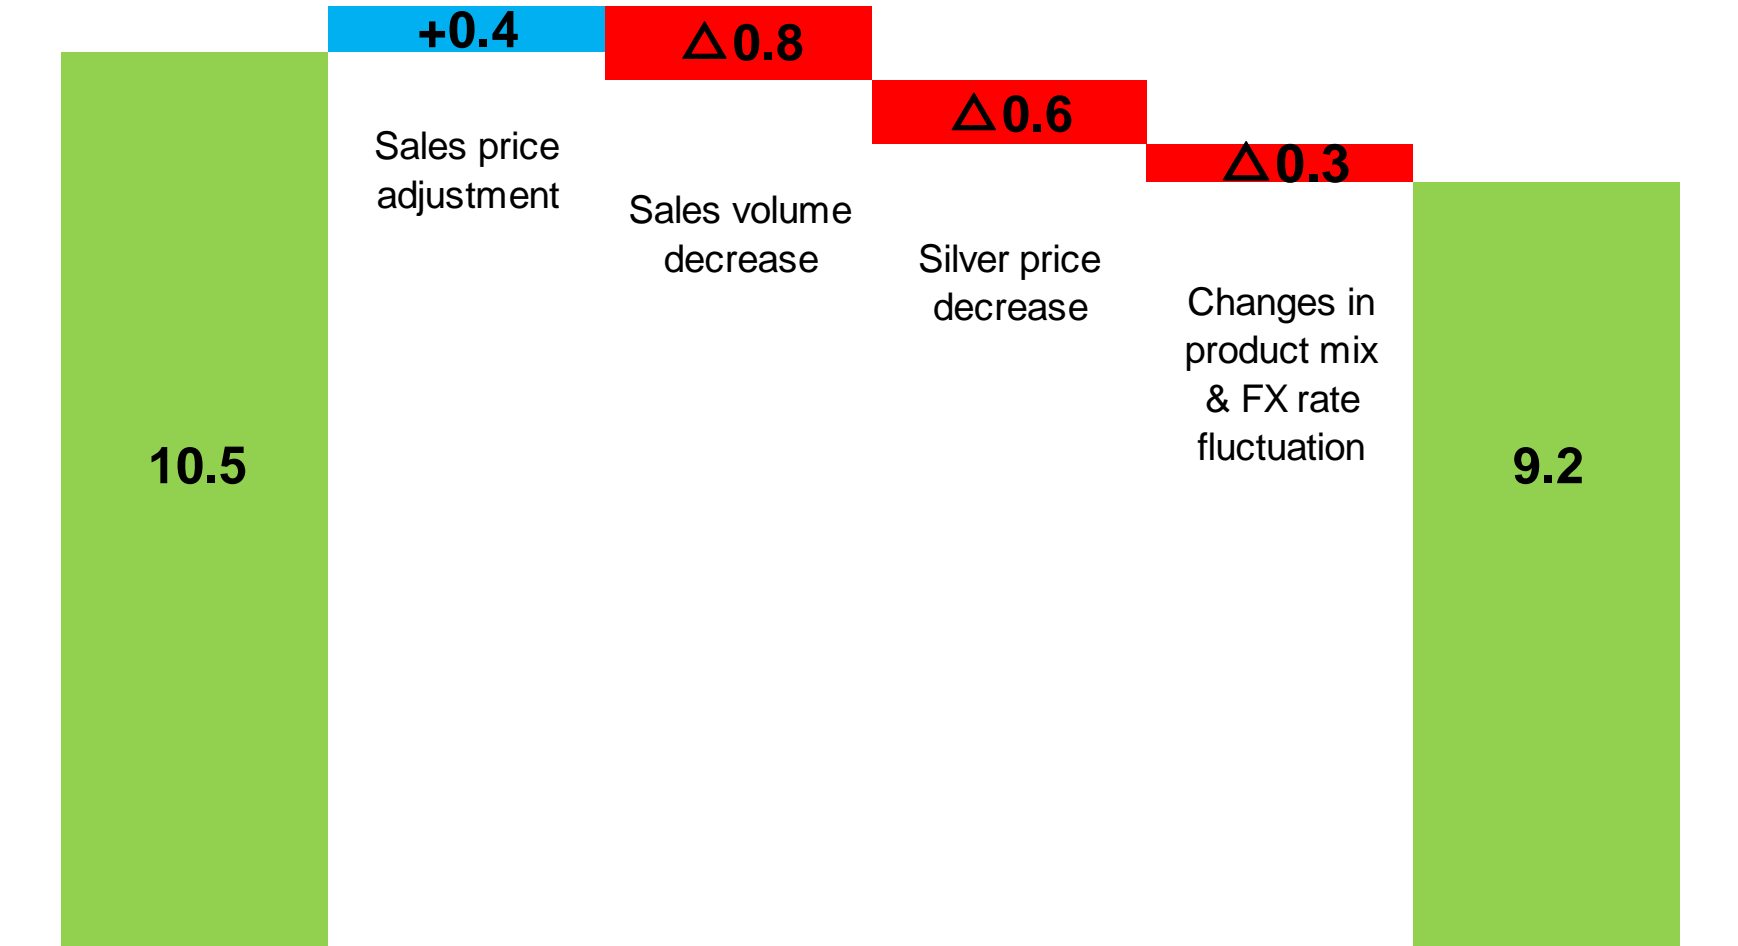 +0.4
△0.8
△0.6
△0.3
Sales price
adjustment
Sales volume
decrease
Silver price
decrease
Changes in
product mix
& FX rate
fluctuation
10.5
9.2